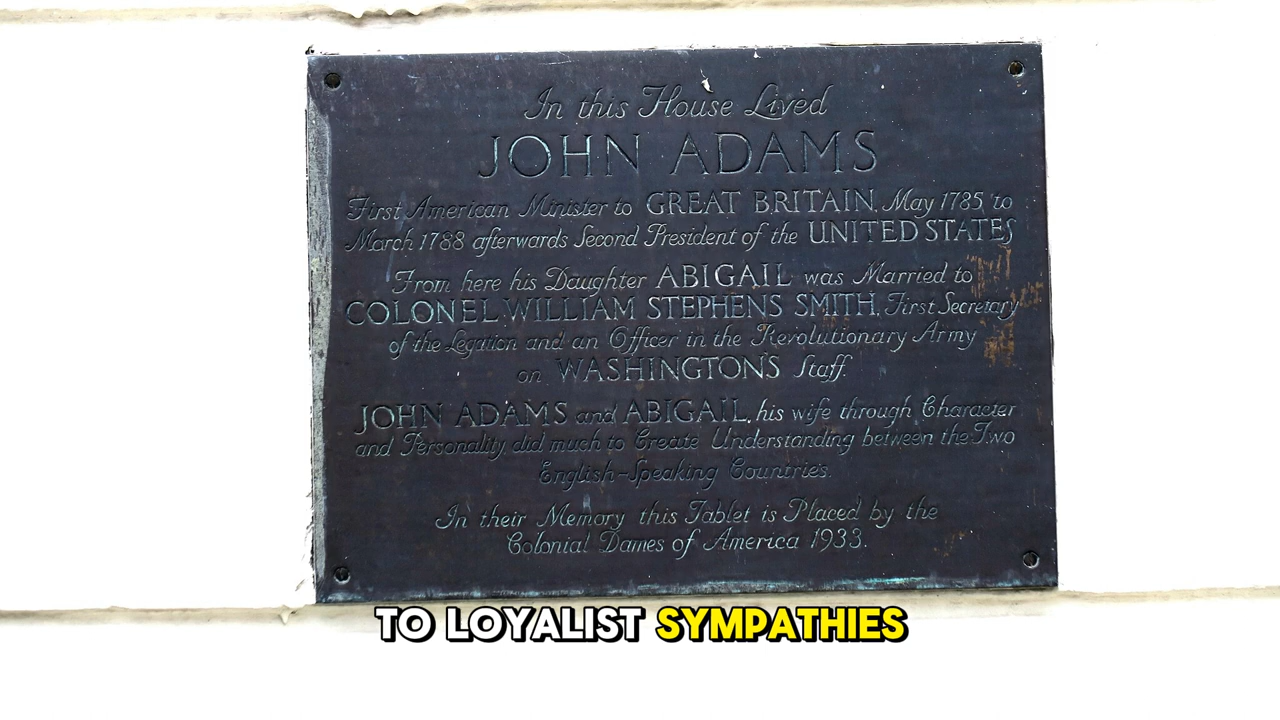 In this House Lived
JOHN ADAMS
First American Minister to GREAT BRITAIN, May 1785, to
March 1788 afterwards Second President of the UNITED STATES
From here his Daughter ABIGAIL was Married to
COLONEL WILLIAM STEPHENS SMITH, First Secretary
of the Legation and an Officer in the Revolutionary Army
on WASHINGTON'S Staff.
JOHN ADAMS and ABIGAIL, his wife through Character
and Personality did much to Create Understanding between the Two
English-Speaking Countries.
In their Memory this Tablet is Placed by the
Colonial Dames of America 1933.
TO LOYALIST SYMPATHIES